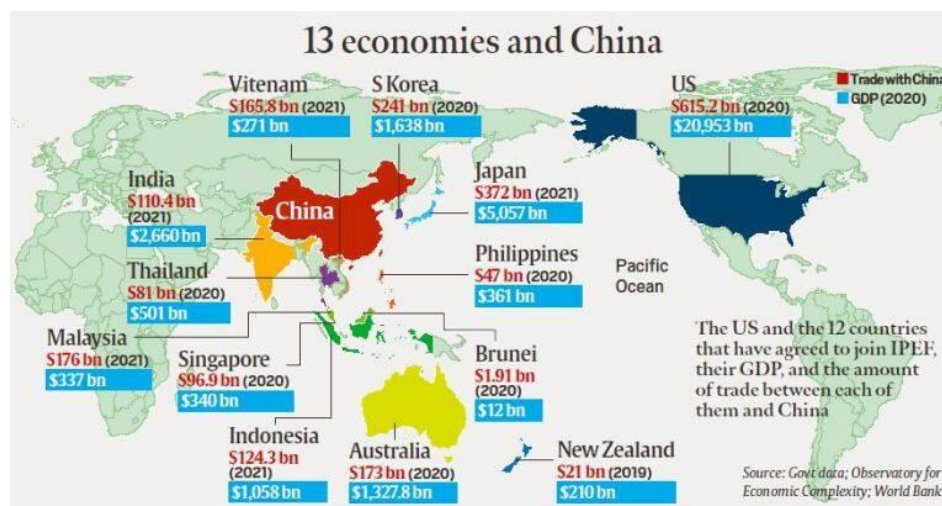 13 economies and China
Vitenam
$165.8 bn (2021)
$271 bn
S Korea
$241 bn (2020)
$1,638 bn
US
$615.2 bn (2020)
$20,953 bn
Trade with China
GDP (2020)
India
$110.4 bn
(2021)
$2,660 bn
China
Japan
$372 bn (2021)
$5,057 bn
Thailand
$81 bn (2020)
$501 bn
Philippines
$47 bn (2020)
$361 bn
Pacific
Ocean
Malaysia
$176 bn (2021)
$337 bn
Singapore
$96.9 bn (2020)
$340 bn
Brunei
$1.91 bn
(2020)
$12 bn
The US and the 12 countries
that have agreed to join IPEF,
their GDP, and the amount
of trade between each of
them and China
Indonesia
$124.3 bn
(2021)
$1,058 bn
Australia
$173 bn (2020)
$1,327.8 bn
New Zealand
$21 bn (2019)
$210 bn
Source: Govt data; Observatory for
Economic Complexity; World Bank